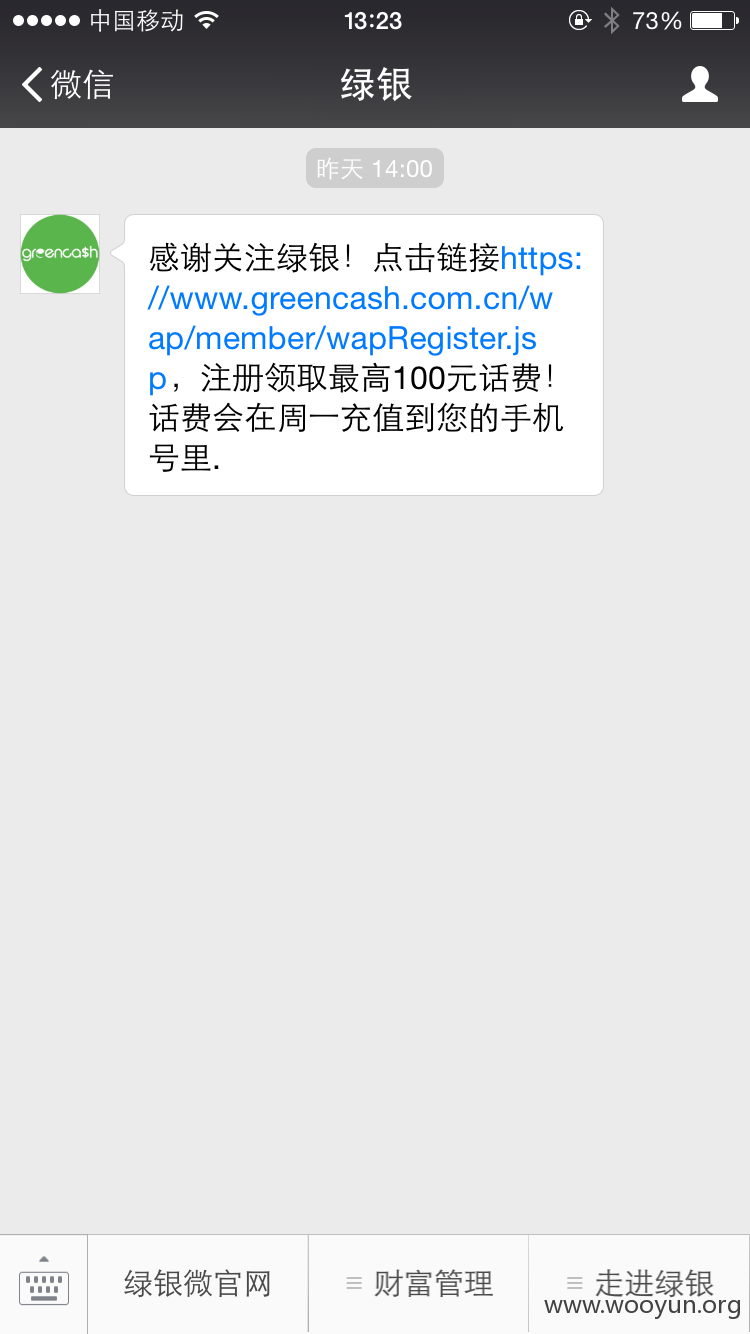 中国移动 13:23 73%
微信 绿银
昨天 14:00
greenca$h
感谢关注绿银！点击链接https:
//www.greencash.com.cn/w
ap/member/wapRegister.js
p，注册领取最高100元话费！
话费会在周一充值到您的手机
号里.
绿银微官网 财富管理 走进绿银
www.wooyun.org